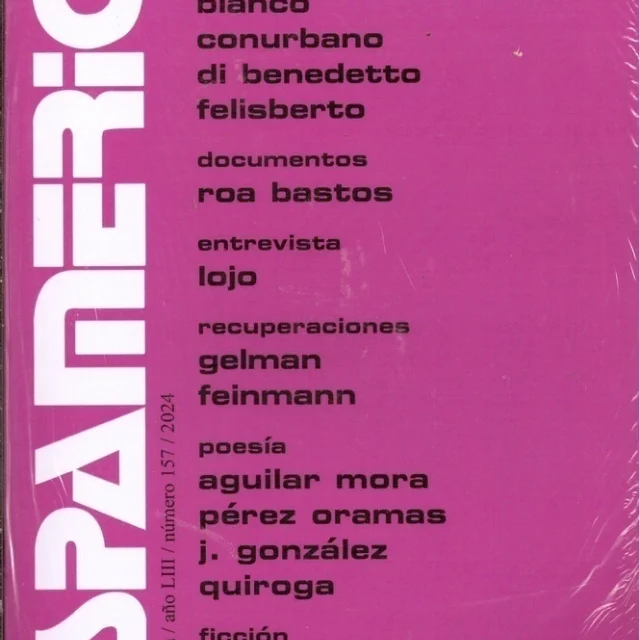 blanco
conurbano
di benedetto
felisberto
documentos
roa bastos
entrevista
lojo
recuperaciones
gelman
feinmann
poesía
aguilar mora
pérez oramas
j. gonzález
quiroga
ficción
SPAMERIC
/ año LIII / número 157 / 2024